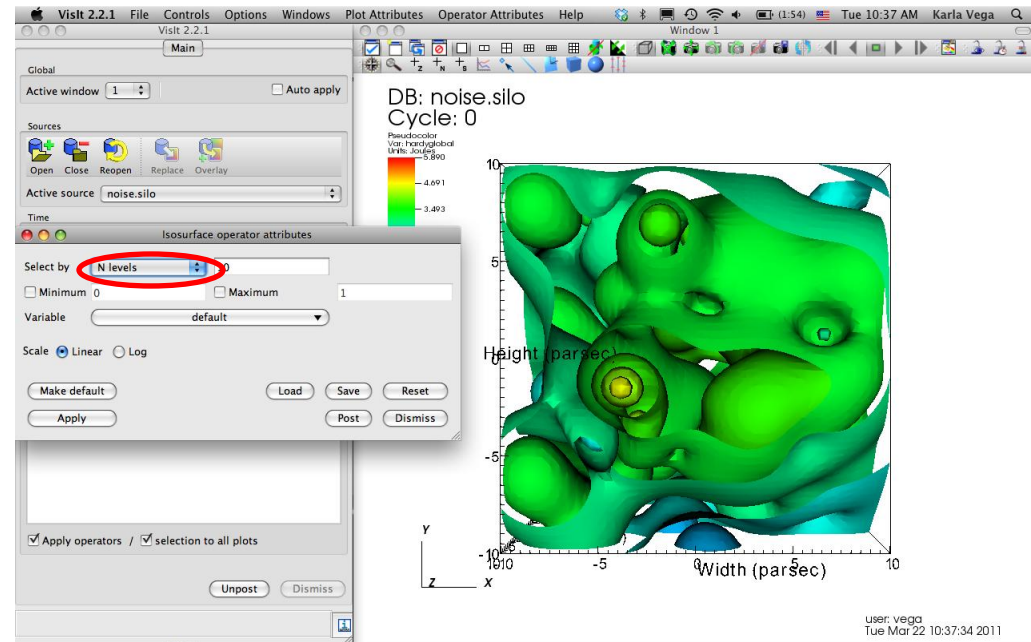 VisIt 2.2.1 File Controls Options Windows Plot Attributes Operator Attributes Help (1:54) Tue 10:37 AM Karla Vega
VisIt 2.2.1
Main
Global
Active window 1 Auto apply
Sources
Open Close Reopen Replace Overlay
Active source noise.silo
Time
Isosurface operator attributes
Select by N levels
Minimum 0 Maximum 1
Variable default
Scale Linear Log
Make default Load Save Reset
Apply Post Dismiss
Apply operators / selection to all plots
Unpost Dismiss
Window 1
DB: noise.silo
Cycle: 0
Pseudocolor
Var: hardyglobal
Units: Joules
5.890
4.691
3.493
10
5
Height (parsec)
-5
-10
-5 0 5 10
Width (parsec)
Y
Z X
user: vega
Tue Mar 22 10:37:34 2011